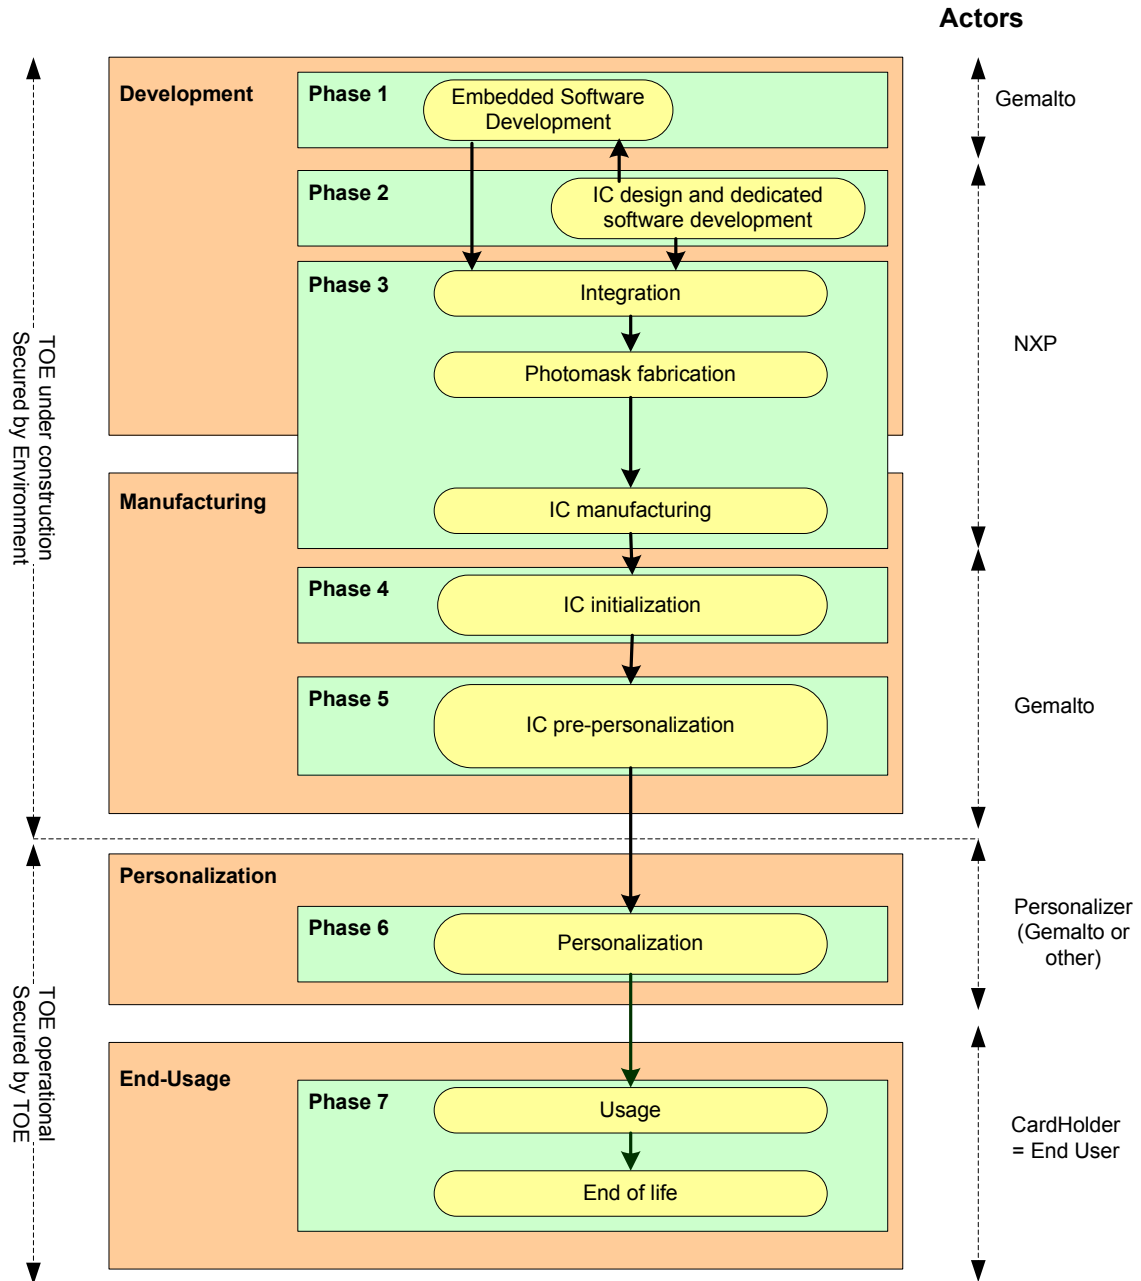 Actors
Development
Phase 1
Embedded Software
Development
Gemalto
Phase 2
IC design and dedicated
software development
Phase 3
Integration
Photomask fabrication
NXP
TOE under construction
Secured by Environment
Manufacturing
IC manufacturing
Phase 4
IC initialization
Phase 5
IC pre-personalization
Gemalto
Personalization
Phase 6
Personalization
Personalizer
(Gemalto or
other)
TOE operational
Secured by TOE
End-Usage
Phase 7
Usage
End of life
CardHolder
= End User